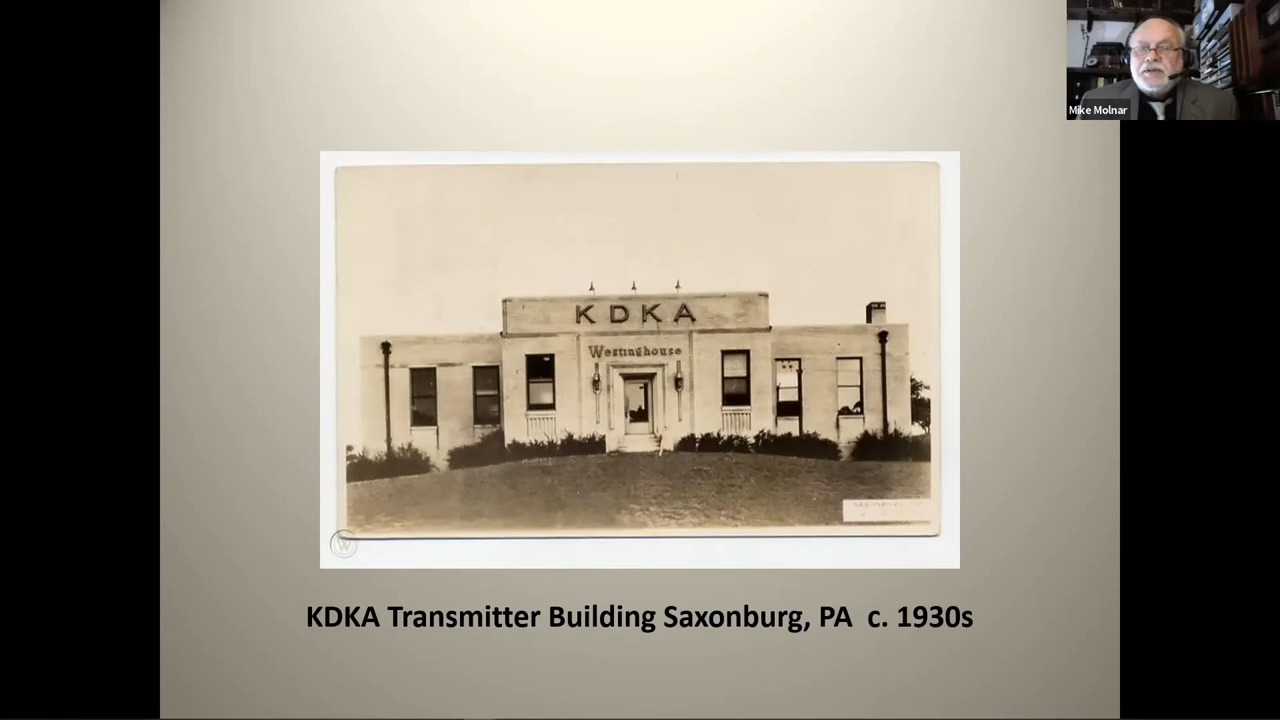 Mike Molnar
KDKA
Westinghouse
W
KDKA Transmitter Building Saxonburg, PA c. 1930s